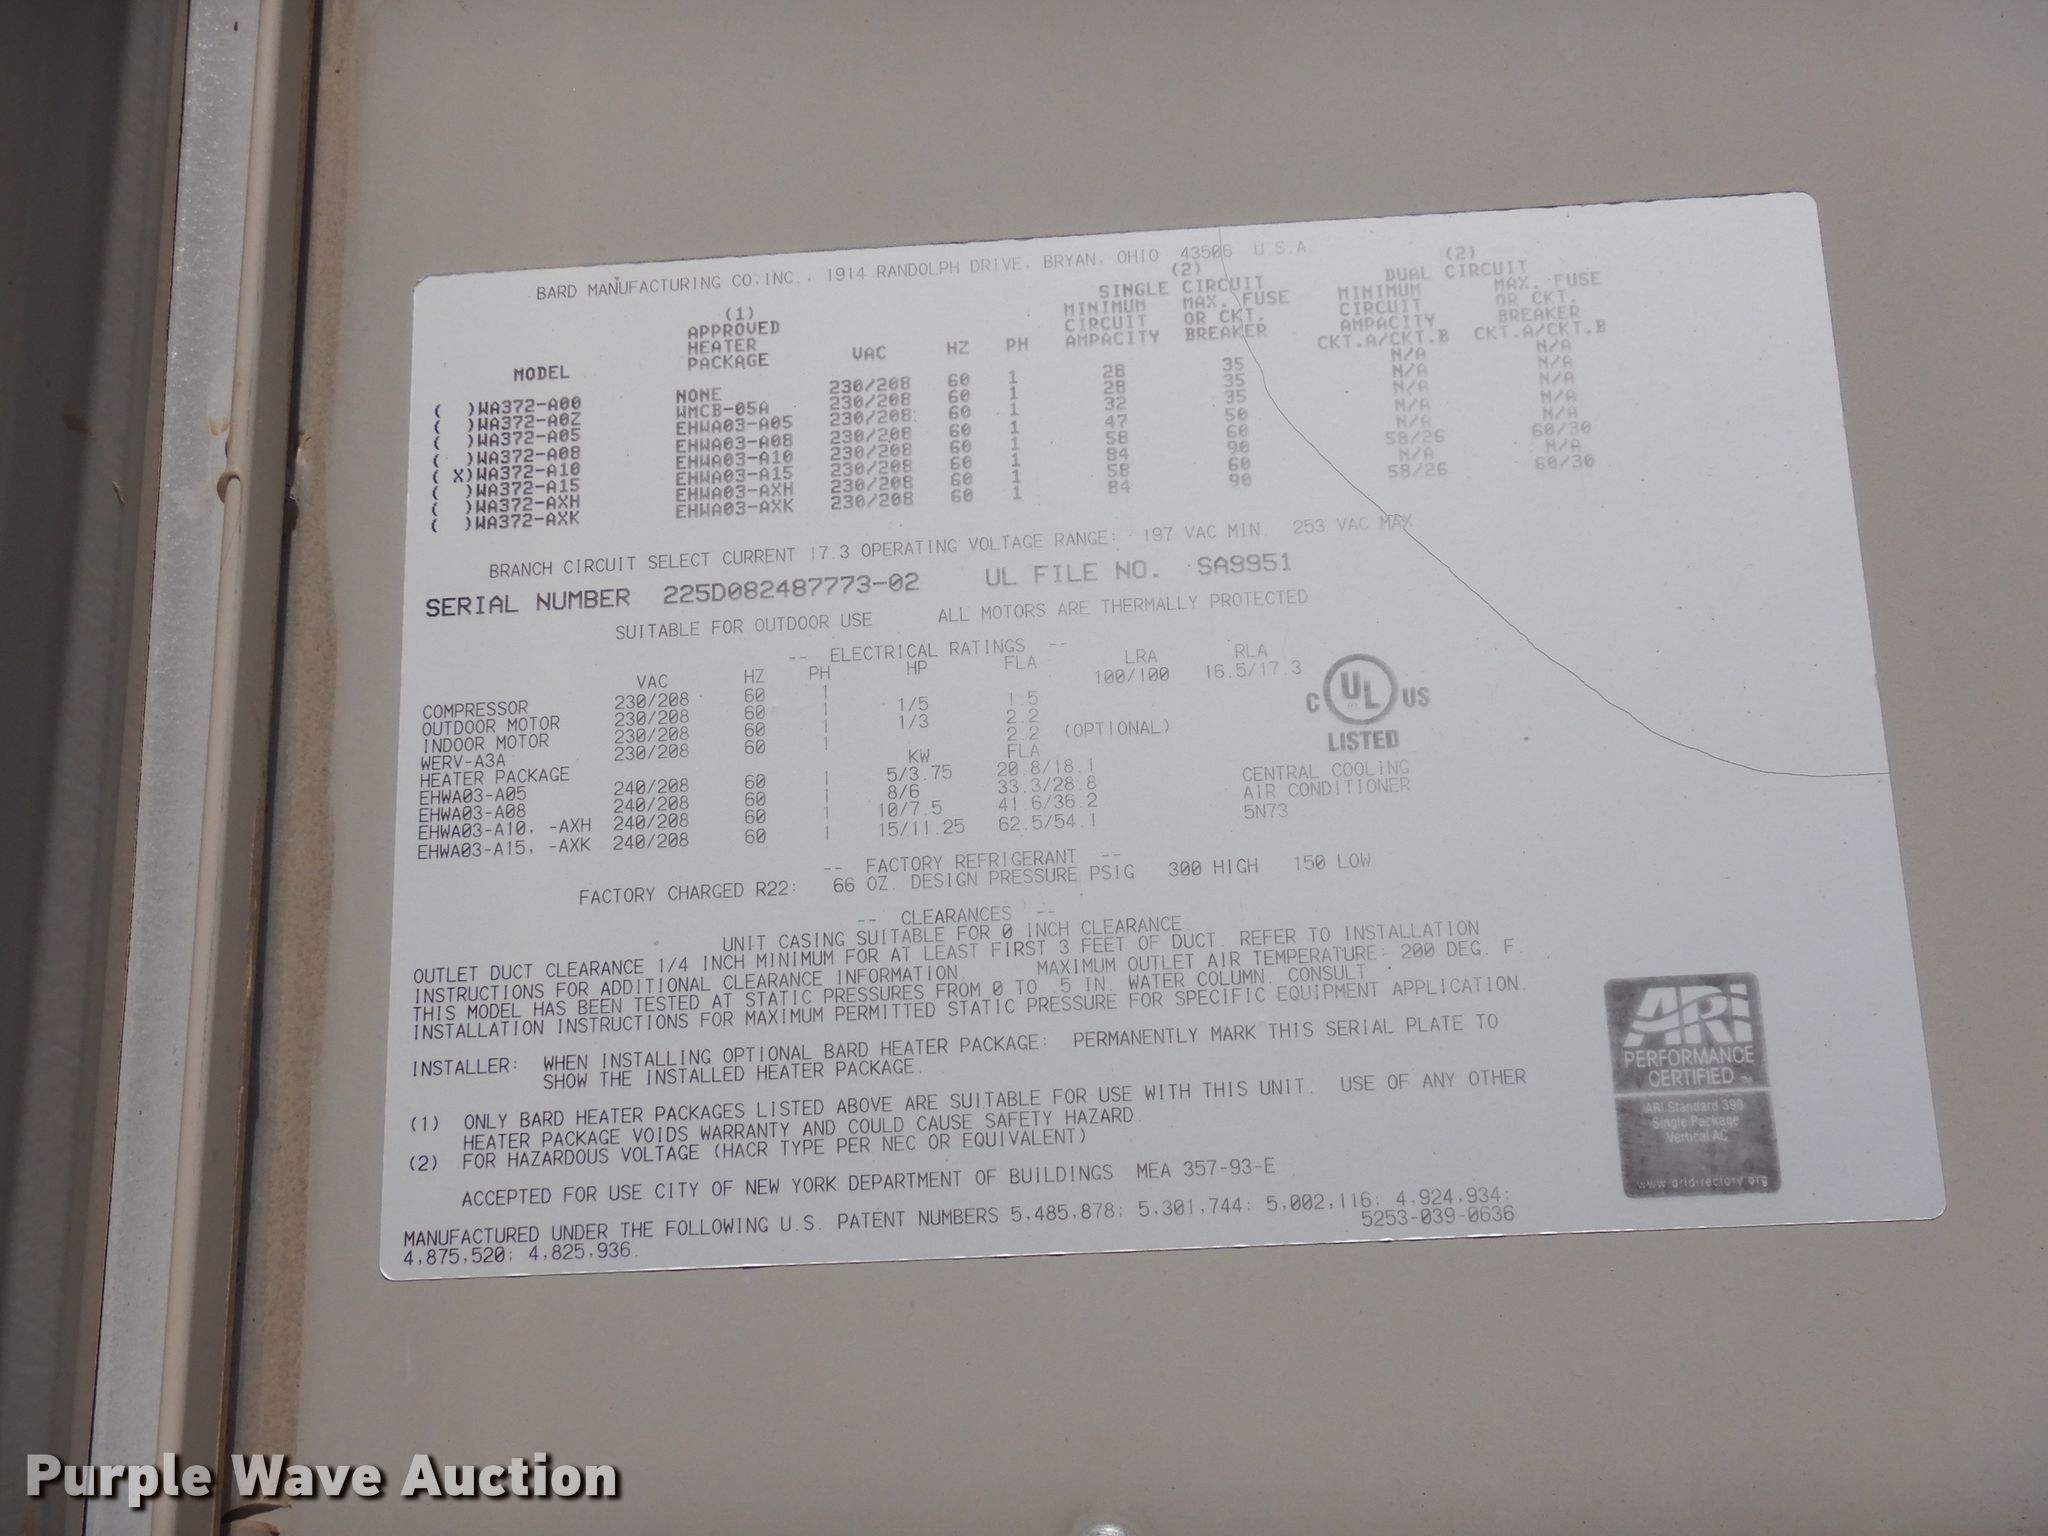 BARD MANUFACTURING CO.INC., 1914 RANDOLPH DRIVE, BRYAN, OHIO 43506 U.S.A
MODEL (1) APPROVED HEATER PACKAGE VAC HZ PH (2) SINGLE CIRCUIT MINIMUM CIRCUIT AMPACITY MAX. FUSE OR CKT. BREAKER (2) DUAL CIRCUIT MINIMUM CIRCUIT AMPACITY CKT.A/CKT.B MAX. FUSE OR CKT. BREAKER CKT.A/CKT.B
( )WA372-A00 NONE 230/208 60 1 28 35 N/A N/A
( )WA372-A0Z WMCB-05A 230/208 60 1 28 35 N/A N/A
( )WA372-A05 EHWA03-A05 230/208 60 1 32 35 N/A N/A
( )WA372-A08 EHWA03-A08 230/208 60 1 47 50 N/A N/A
( X)WA372-A10 EHWA03-A10 230/208 60 1 58 60 N/A N/A
( )WA372-A15 EHWA03-A15 230/208 60 1 84 90 58/26 60/30
( )WA372-AXH EHWA03-AXH 230/208 60 1 58 60 N/A N/A
( )WA372-AXK EHWA03-AXK 230/208 60 1 84 90 58/26 60/30
BRANCH CIRCUIT SELECT CURRENT 17.3 OPERATING VOLTAGE RANGE: 197 VAC MIN. 253 VAC MAX
SERIAL NUMBER 225D082487773-02 UL FILE NO. SA9951
SUITABLE FOR OUTDOOR USE ALL MOTORS ARE THERMALLY PROTECTED
-- ELECTRICAL RATINGS --
VAC HZ PH HP FLA LRA RLA
COMPRESSOR 230/208 60 1 100/100 16.5/17.3
OUTDOOR MOTOR 230/208 60 1 1/5 1.5
INDOOR MOTOR 230/208 60 1 1/3 2.2
WERV-A3A 230/208 60 1 2.2 (OPTIONAL)
HEATER PACKAGE KW FLA
EHWA03-A05 240/208 60 1 5/3.75 20.8/18.1
EHWA03-A08 240/208 60 1 8/6 33.3/28.8
EHWA03-A10, -AXH 240/208 60 1 10/7.5 41.6/36.2
EHWA03-A15, -AXK 240/208 60 1 15/11.25 62.5/54.1
C UL US
LISTED
CENTRAL COOLING
AIR CONDITIONER
5N73
-- FACTORY REFRIGERANT --
FACTORY CHARGED R22: 66 OZ. DESIGN PRESSURE PSIG 300 HIGH 150 LOW
-- CLEARANCES --
UNIT CASING SUITABLE FOR 0 INCH CLEARANCE.
OUTLET DUCT CLEARANCE 1/4 INCH MINIMUM FOR AT LEAST FIRST 3 FEET OF DUCT. REFER TO INSTALLATION
INSTRUCTIONS FOR ADDITIONAL CLEARANCE INFORMATION. MAXIMUM OUTLET AIR TEMPERATURE: 200 DEG. F.
THIS MODEL HAS BEEN TESTED AT STATIC PRESSURES FROM 0 TO .5 IN. WATER COLUMN. CONSULT
INSTALLATION INSTRUCTIONS FOR MAXIMUM PERMITTED STATIC PRESSURE FOR SPECIFIC EQUIPMENT APPLICATION.
INSTALLER: WHEN INSTALLING OPTIONAL BARD HEATER PACKAGE: PERMANENTLY MARK THIS SERIAL PLATE TO
SHOW THE INSTALLED HEATER PACKAGE.
(1) ONLY BARD HEATER PACKAGES LISTED ABOVE ARE SUITABLE FOR USE WITH THIS UNIT. USE OF ANY OTHER
HEATER PACKAGE VOIDS WARRANTY AND COULD CAUSE SAFETY HAZARD.
(2) FOR HAZARDOUS VOLTAGE (HACR TYPE PER NEC OR EQUIVALENT)
ACCEPTED FOR USE CITY OF NEW YORK DEPARTMENT OF BUILDINGS MEA 357-93-E
MANUFACTURED UNDER THE FOLLOWING U.S. PATENT NUMBERS 5,485,878; 5,301,744; 5,002,116; 4,924,934;
4,875,520; 4,825,936. 5253-039-0636
ARI
PERFORMANCE
CERTIFIED ™
ARI Standard 390
Single Package
Vertical AC
www.aridirectory.org
Purple Wave Auction